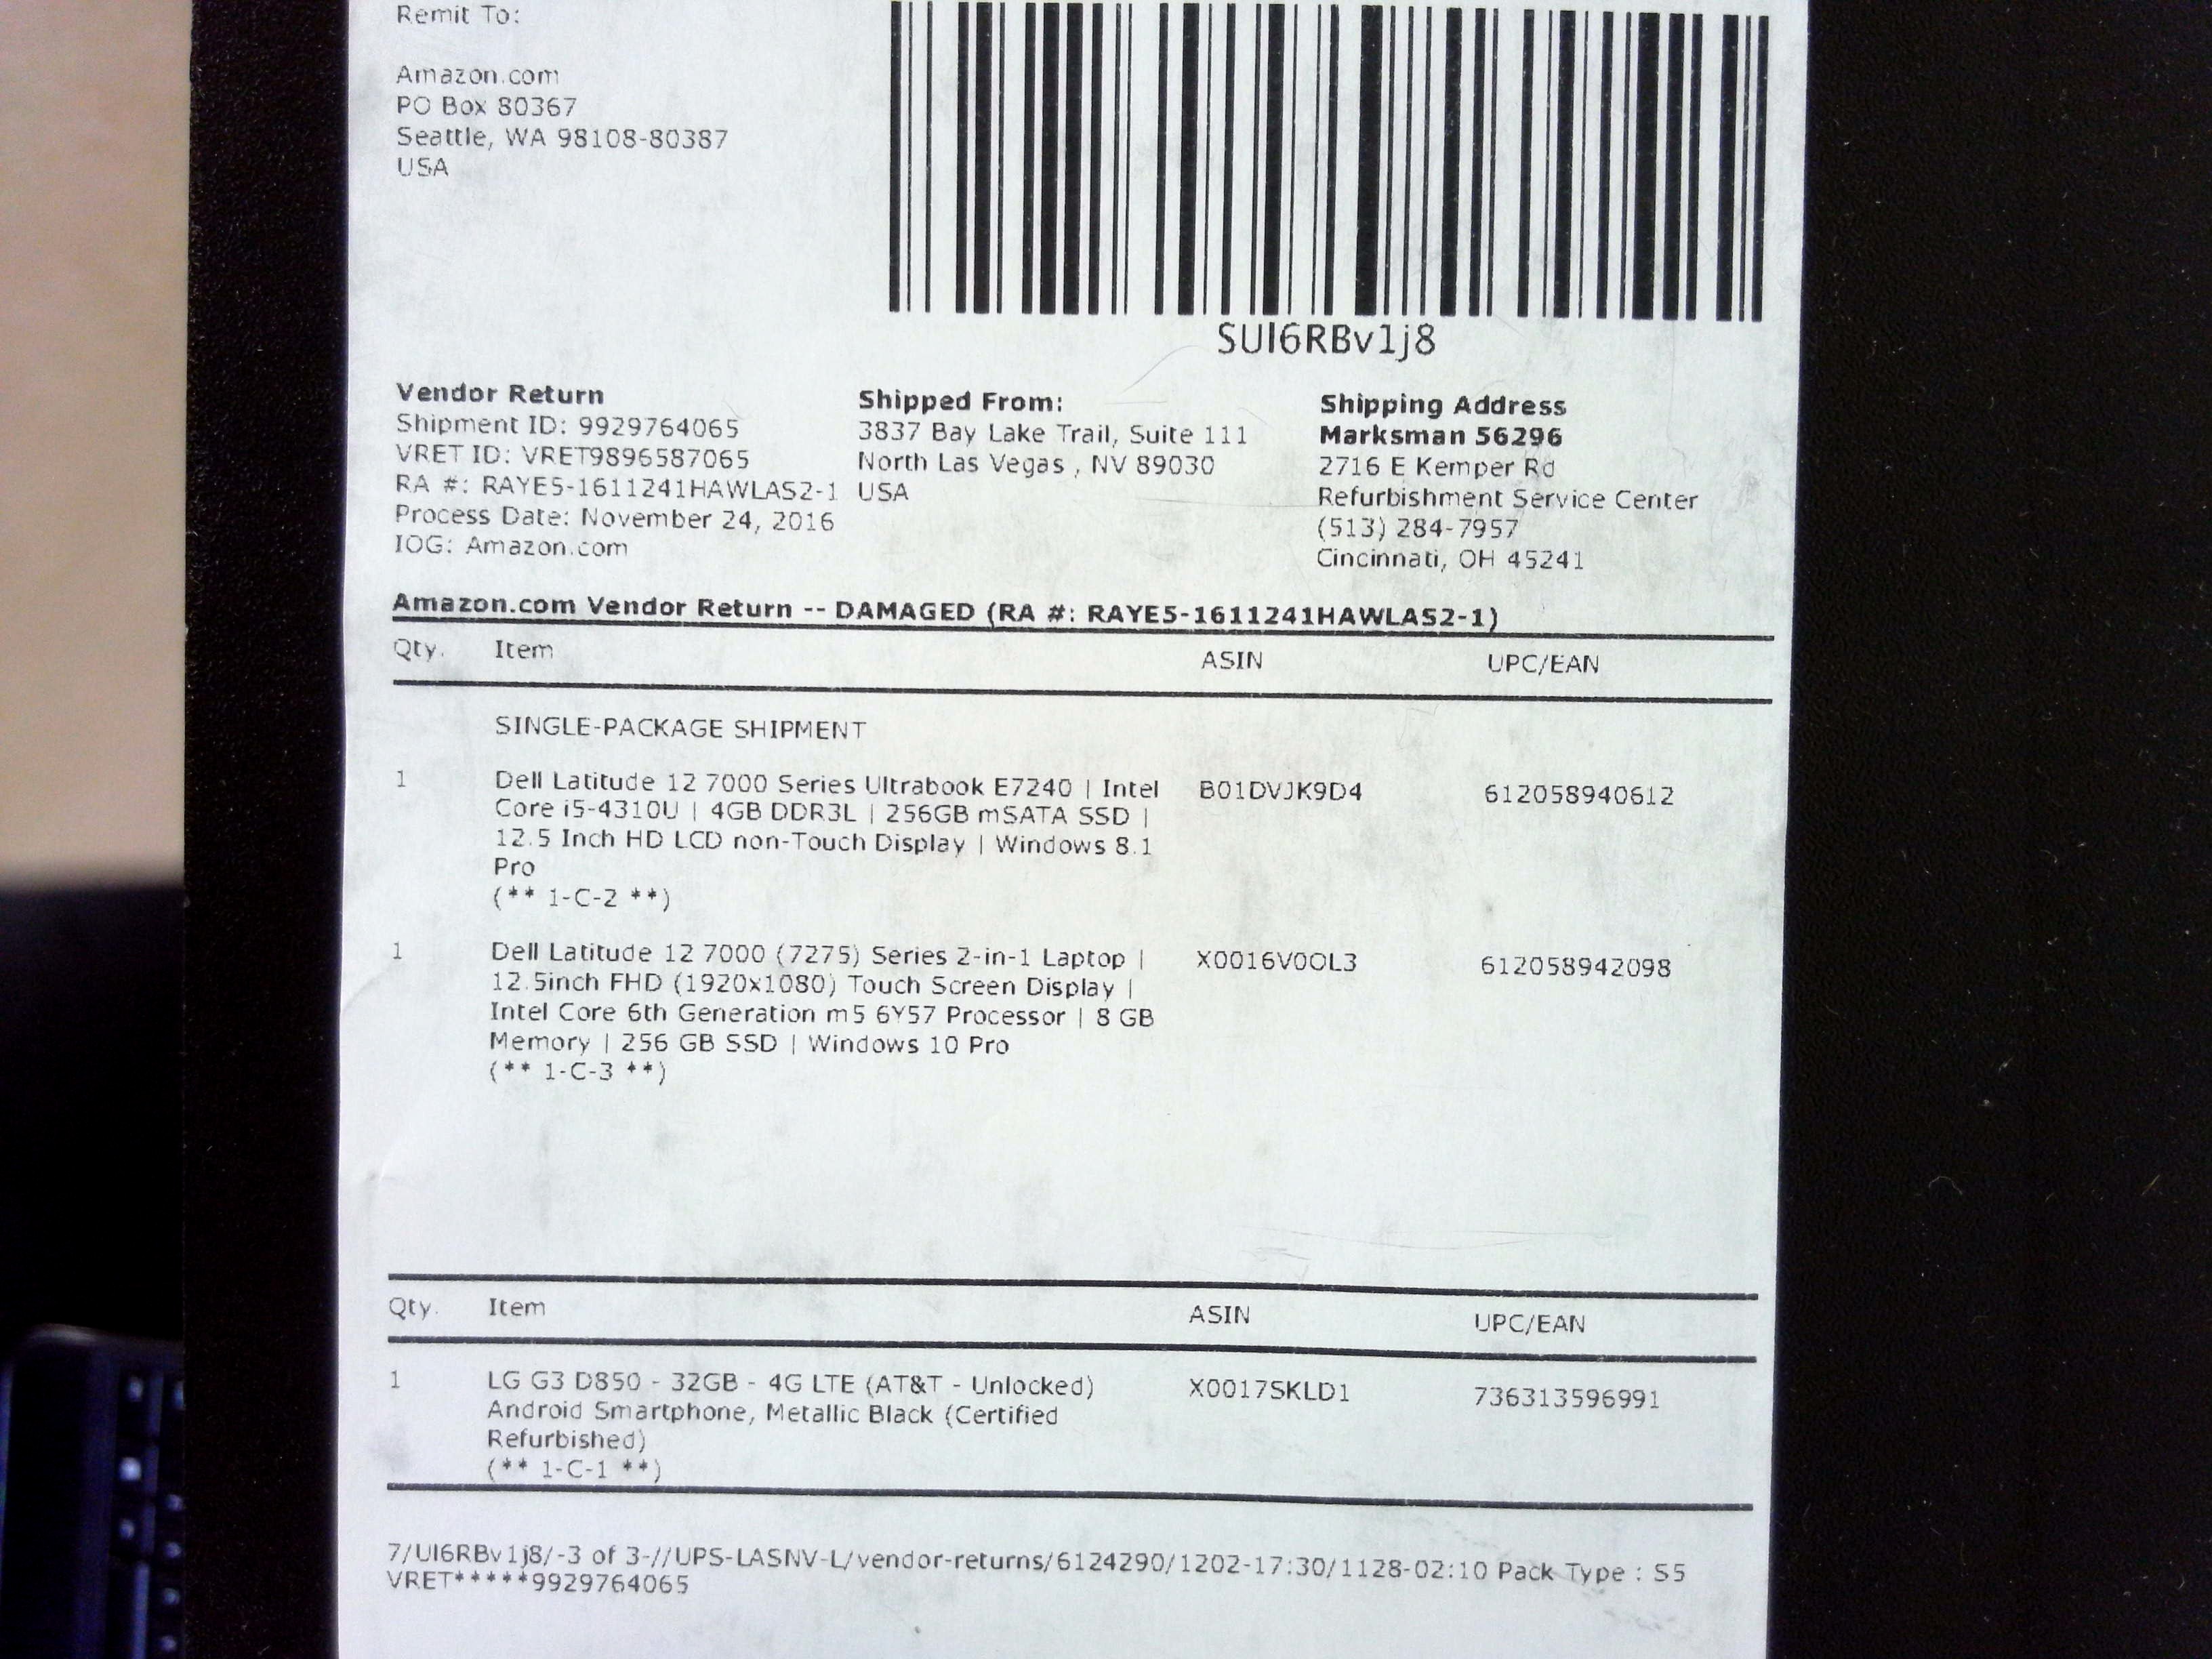 Remit To:
Amazon.com
PO Box 80367
Seattle, WA 98108-80387
USA
SUI6RBv1j8
Vendor Return
Shipment ID: 9929764065
VRET ID: VRET9896587065
RA #: RAYE5-1611241HAWLAS2-1
Process Date: November 24, 2016
IOG: Amazon.com
Shipped From:
3837 Bay Lake Trail, Suite 111
North Las Vegas , NV 89030
USA
Shipping Address
Marksman 56296
2716 E Kemper Rd
Refurbishment Service Center
(513) 284-7957
Cincinnati, OH 45241
Amazon.com Vendor Return -- DAMAGED (RA #: RAYE5-1611241HAWLAS2-1)
Qty. Item ASIN UPC/EAN
SINGLE-PACKAGE SHIPMENT
1 Dell Latitude 12 7000 Series Ultrabook E7240 | Intel B01DVJK9D4 612058940612
Core i5-4310U | 4GB DDR3L | 256GB mSATA SSD |
12.5 Inch HD LCD non-Touch Display | Windows 8.1
Pro
(** 1-C-2 **)
1 Dell Latitude 12 7000 (7275) Series 2-in-1 Laptop | X0016V0OL3 612058942098
12.5inch FHD (1920x1080) Touch Screen Display |
Intel Core 6th Generation m5 6Y57 Processor | 8 GB
Memory | 256 GB SSD | Windows 10 Pro
(** 1-C-3 **)
Qty. Item ASIN UPC/EAN
1 LG G3 D850 - 32GB - 4G LTE (AT&T - Unlocked) X0017SKLD1 736313596991
Android Smartphone, Metallic Black (Certified
Refurbished)
(** 1-C-1 **)
7/UI6RBv1j8/-3 of 3-//UPS-LASNV-L/vendor-returns/6124290/1202-17:30/1128-02:10 Pack Type : S5
VRET*****9929764065